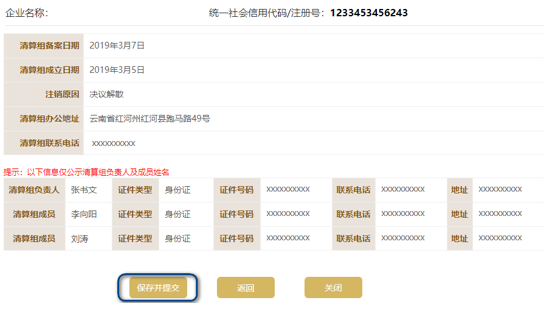 企业名称： 统一社会信用代码/注册号：1233453456243
清算组备案日期 2019年3月7日
清算组成立日期 2019年3月5日
注销原因 决议解散
清算组办公地址 云南省红河州红河县跑马路49号
清算组联系电话 xxxxxxxxxx
提示：以下信息仅公示清算组负责人及成员姓名
清算组负责人 张书文 证件类型 身份证 证件号码 xxxxxxxxxx 联系电话 xxxxxxxxxx 地址 xxxxxxxxxx
清算组成员 李向阳 证件类型 身份证 证件号码 xxxxxxxxxx 联系电话 xxxxxxxxxx 地址 xxxxxxxxxx
清算组成员 刘涛 证件类型 身份证 证件号码 xxxxxxxxxx 联系电话 xxxxxxxxxx 地址 xxxxxxxxxx
保存并提交 返回 关闭